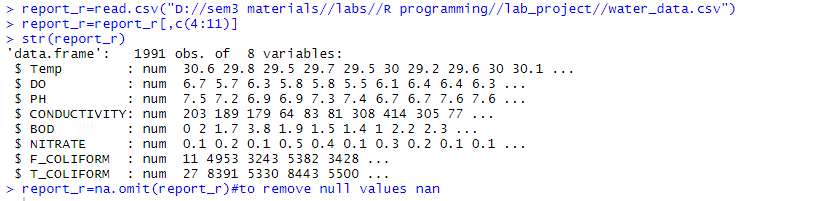 > report_r=read.csv("D://sem3 materials//labs//R programming//lab_project//water_data.csv")
> report_r=report_r[,c(4:11)]
> str(report_r)
'data.frame':   1991 obs. of  8 variables:
 $ Temp        : num  30.6 29.8 29.5 29.7 29.5 30 29.2 29.6 30 30.1 ...
 $ DO          : num  6.7 5.7 6.3 5.8 5.8 5.5 6.1 6.4 6.4 6.3 ...
 $ PH          : num  7.5 7.2 6.9 6.9 7.3 7.4 6.7 6.7 7.6 7.6 ...
 $ CONDUCTIVITY: num  203 189 179 64 83 81 308 414 305 77 ...
 $ BOD         : num  0 2 1.7 3.8 1.9 1.5 1.4 1 2.2 2.3 ...
 $ NITRATE     : num  0.1 0.2 0.1 0.5 0.4 0.1 0.3 0.2 0.1 0.1 ...
 $ F_COLIFORM  : num  11 4953 3243 5382 3428 ...
 $ T_COLIFORM  : num  27 8391 5330 8443 5500 ...
> report_r=na.omit(report_r)#to remove null values nan